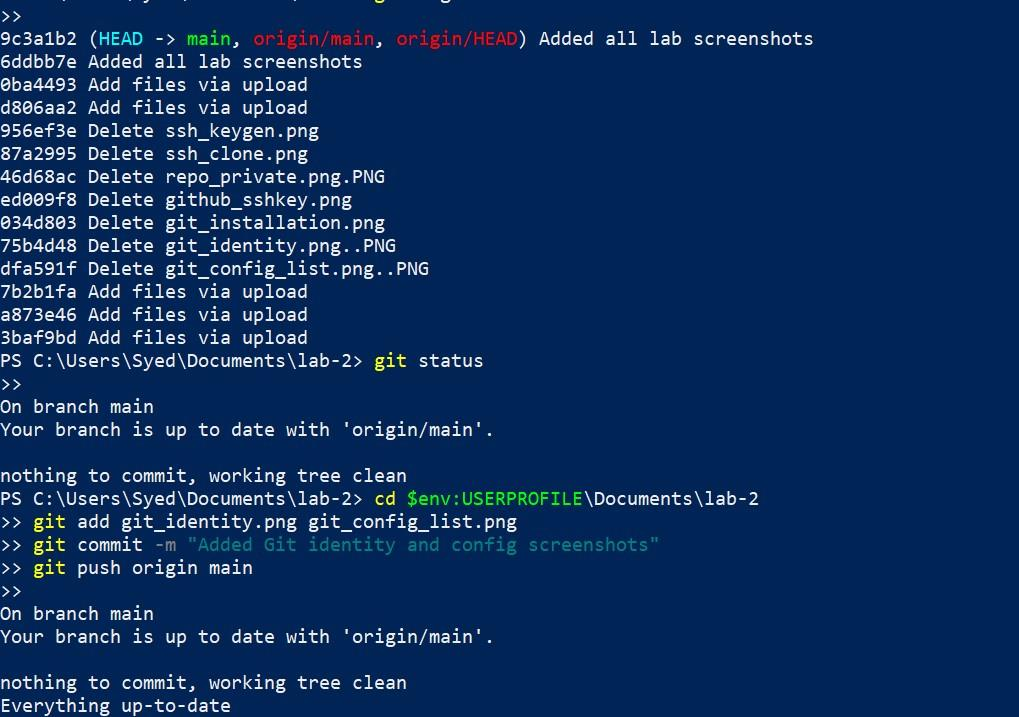 >>
9c3a1b2 (HEAD -> main, origin/main, origin/HEAD) Added all lab screenshots
6ddbb7e Added all lab screenshots
0ba4493 Add files via upload
d806aa2 Add files via upload
956ef3e Delete ssh_keygen.png
87a2995 Delete ssh_clone.png
46d68ac Delete repo_private.png.PNG
ed009f8 Delete github_sshkey.png
034d803 Delete git_installation.png
75b4d48 Delete git_identity.png..PNG
dfa591f Delete git_config_list.png..PNG
7b2b1fa Add files via upload
a873e46 Add files via upload
3baf9bd Add files via upload
PS C:\Users\Syed\Documents\lab-2> git status
>>
On branch main
Your branch is up to date with 'origin/main'.
nothing to commit, working tree clean
PS C:\Users\Syed\Documents\lab-2> cd $env:USERPROFILE\Documents\lab-2
>> git add git_identity.png git_config_list.png
>> git commit -m "Added Git identity and config screenshots"
>> git push origin main
>>
On branch main
Your branch is up to date with 'origin/main'.
nothing to commit, working tree clean
Everything up-to-date